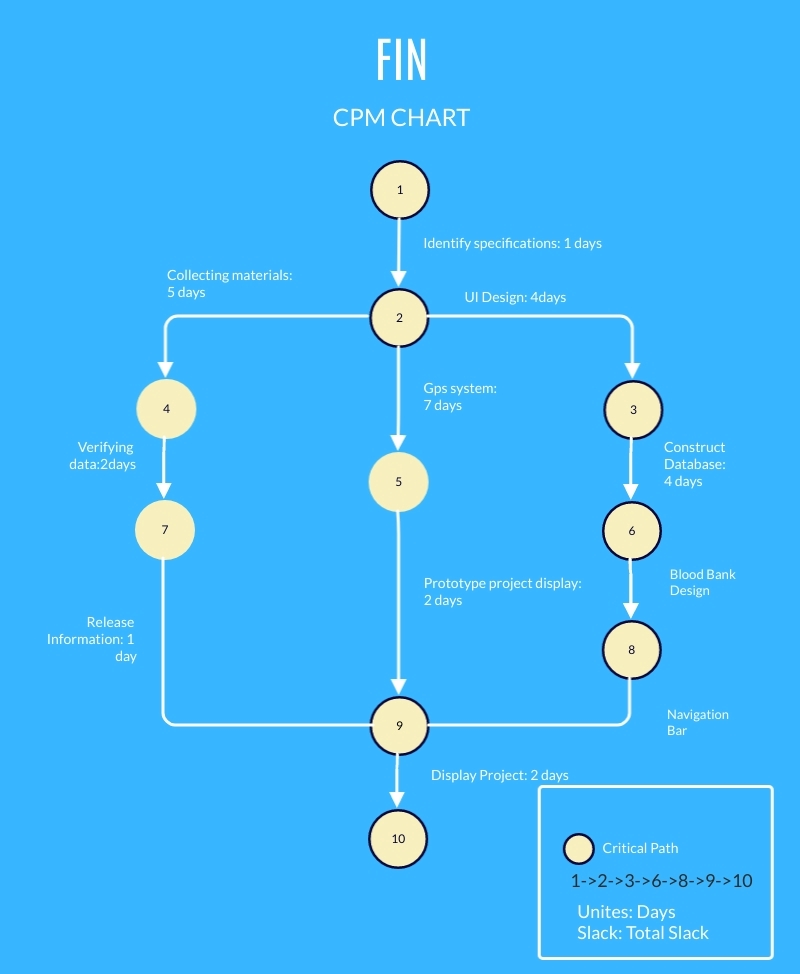 FIN
CPM CHART
1
Identify specifications: 1 days
Collecting materials:
5 days
UI Design: 4days
2
Gps system:
7 days
4
3
Verifying
data:2days
Construct
Database:
4 days
5
7
6
Blood Bank
Design
Prototype project display:
2 days
Release
Information: 1
day
8
Navigation
Bar
9
Display Project: 2 days
10
Critical Path
1->2->3->6->8->9->10
Unites: Days
Slack: Total Slack